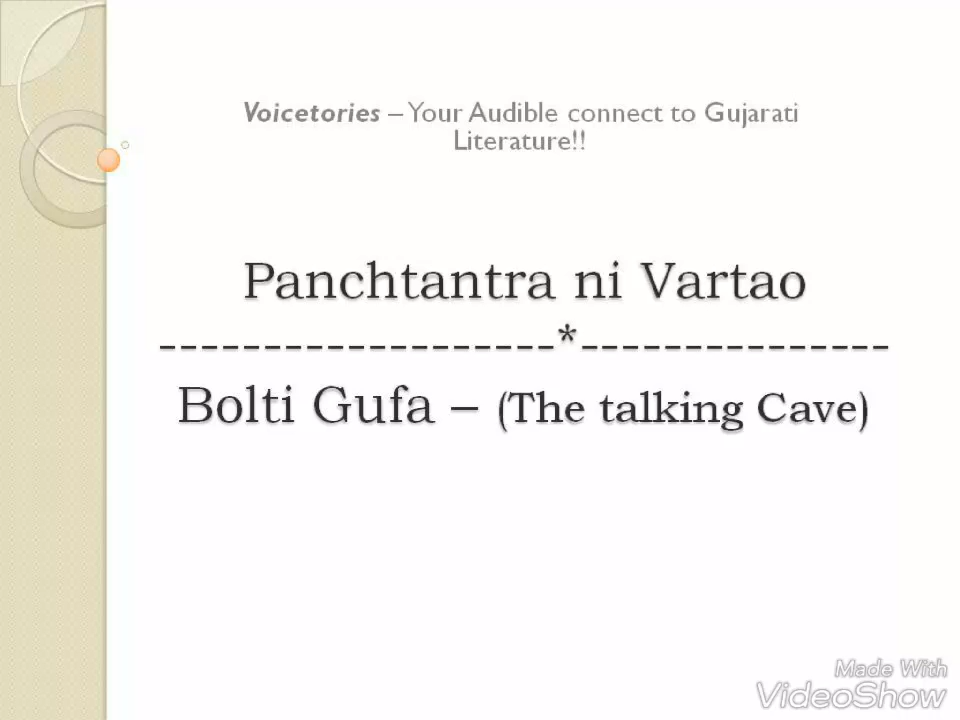 Voicetories – Your Audible connect to Gujarati
Literature!!
Panchtantra ni Vartao
-------------------*---------------
Bolti Gufa – (The talking Cave)
Made With
VideoShow